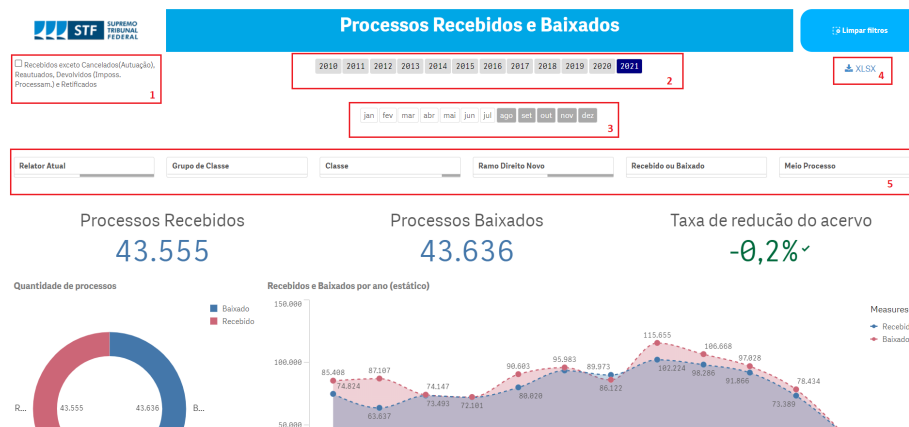 STF
SUPREMO
TRIBUNAL
FEDERAL
Processos Recebidos e Baixados
Limpar filtros
Recebidos exceto Cancelados(Autuação),
Reautuados, Devolvidos (Imposs.
Processam.) e Retificados
1
2010 2011 2012 2013 2014 2015 2016 2017 2018 2019 2020 2021
2
XLSX
4
jan fev mar abr mai jun jul ago set out nov dez
3
Relator Atual Grupo de Classe Classe Ramo Direito Novo Recebido ou Baixado Meio Processo
5
Processos Recebidos
43.555
Processos Baixados
43.636
Taxa de redução do acervo
-0,2%
Quantidade de processos
Baixado
Recebido
R...
43.555
43.636
B...
Recebidos e Baixados por ano (estático)
150.000
100.000
50.000
85.408
87.107
74.824
63.637
74.147
73.493
72.101
90.603
80.020
95.983
89.973
86.122
115.655
102.224
106.668
98.286
97.028
91.866
78.434
73.389
Measures
Recebid
Baixado